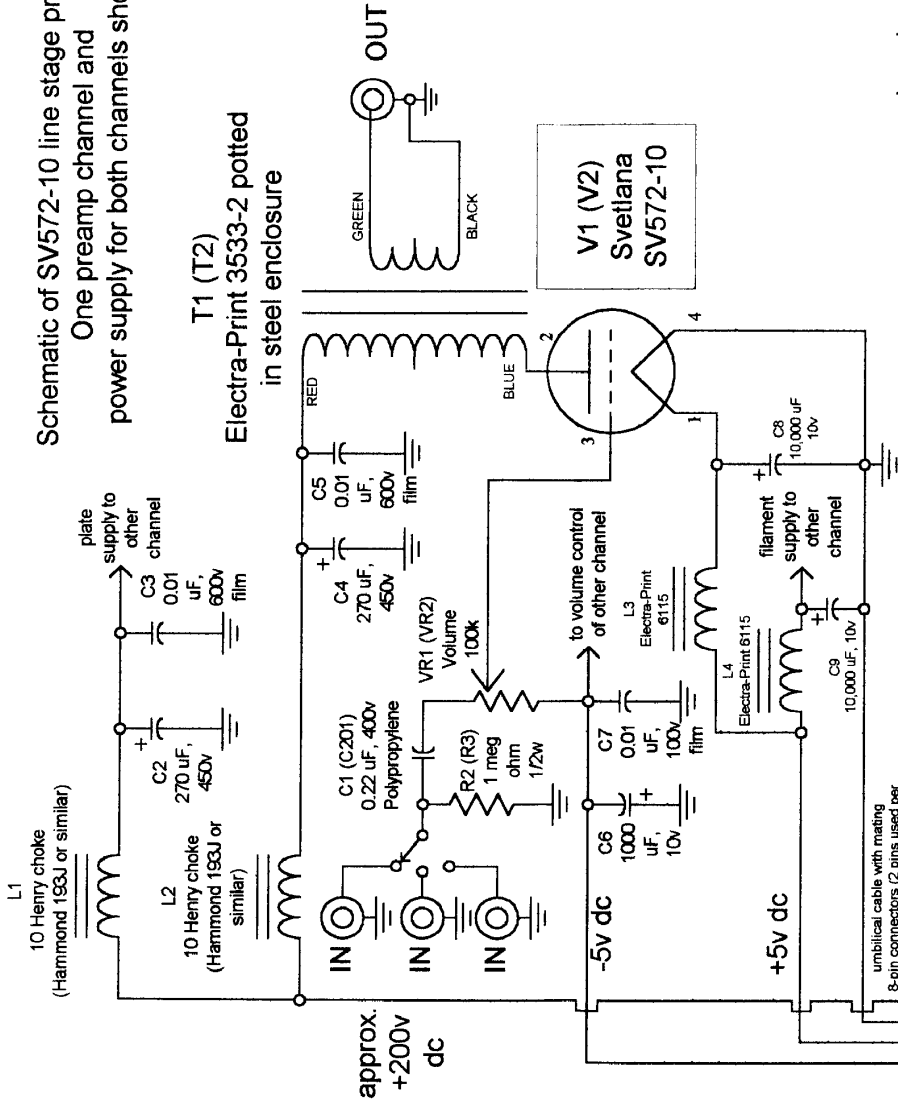 Schematic of SV572-10 line stage
One preamp channel and
power supply for both channels
OUT
T1 (T2)
Electra-Print 3533-2 potted
in steel enclosure
GREEN
BLACK
V1 (V2)
Svetlana
SV572-10
plate
supply to
other
channel
RED
BLUE
2
3
4
1
C3
0.01
uF,
600v
film
C5
0.01
uF,
600v
film
+
C8
10,000 uF
10v
L1
10 Henry choke
(Hammond 193J or similar)
+
C2
270 uF,
450v
+
C4
270 uF,
450v
L2
10 Henry choke
(Hammond 193J or
similar)
VR1 (VR2)
Volume
100k
to volume control
of other channel
L3
Electra-Print
6115
filament
supply to
other
channel
C1 (C201)
0.22 uF, 400v
Polypropylene
R2 (R3)
1 meg
ohm
1/2w
C7
0.01
uF,
100v
film
L4
Electra-Print 6115
+
C9
10,000 uF, 10v
IN
IN
IN
C6
1000
uF,
10v
+
-5v dc
+5v dc
approx.
+200v
dc
umbilical cable with mating
8-pin connectors (2 pins used per